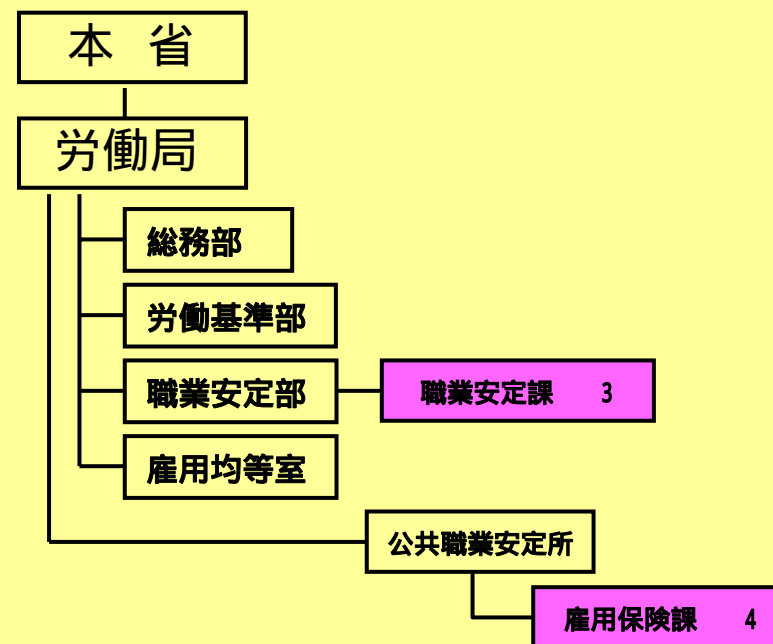 本 省
労働局
総務部
労働基準部
職業安定部
職業安定課 3
雇用均等室
公共職業安定所
雇用保険課 4